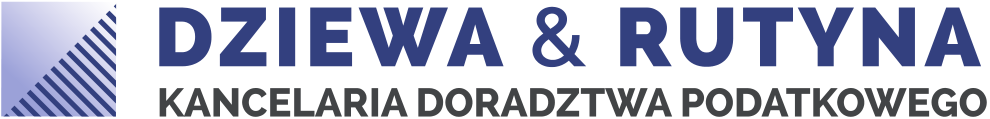 DZIEWA & RUTYNA
KANCELARIA DORADZTWA PODATKOWEGO